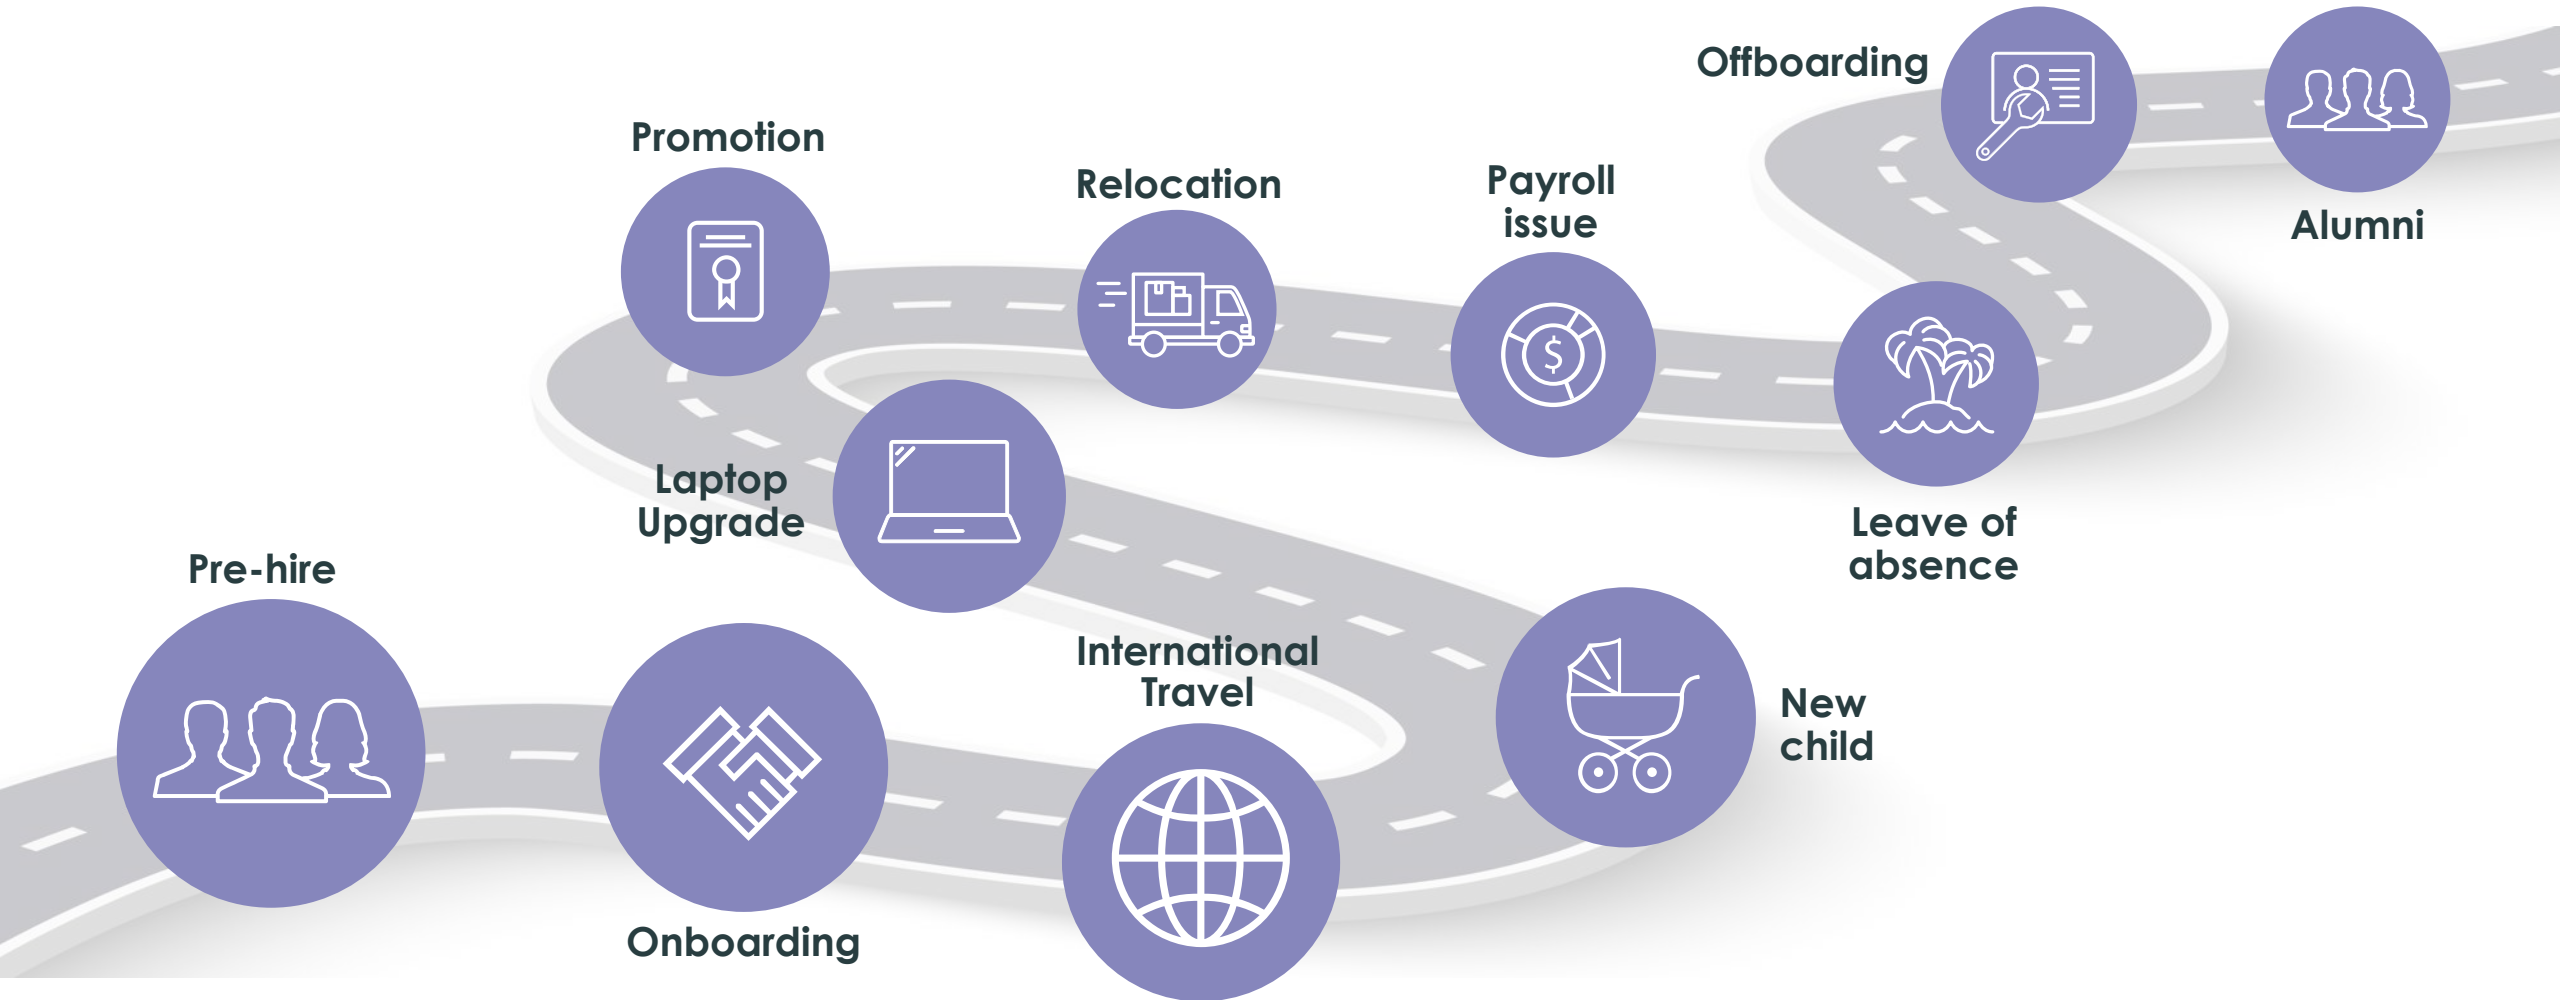 Pre-hire
Onboarding
International
Travel
New
child
Laptop
Upgrade
Promotion
Relocation
Payroll
issue
$
Leave of
absence
Offboarding
Alumni